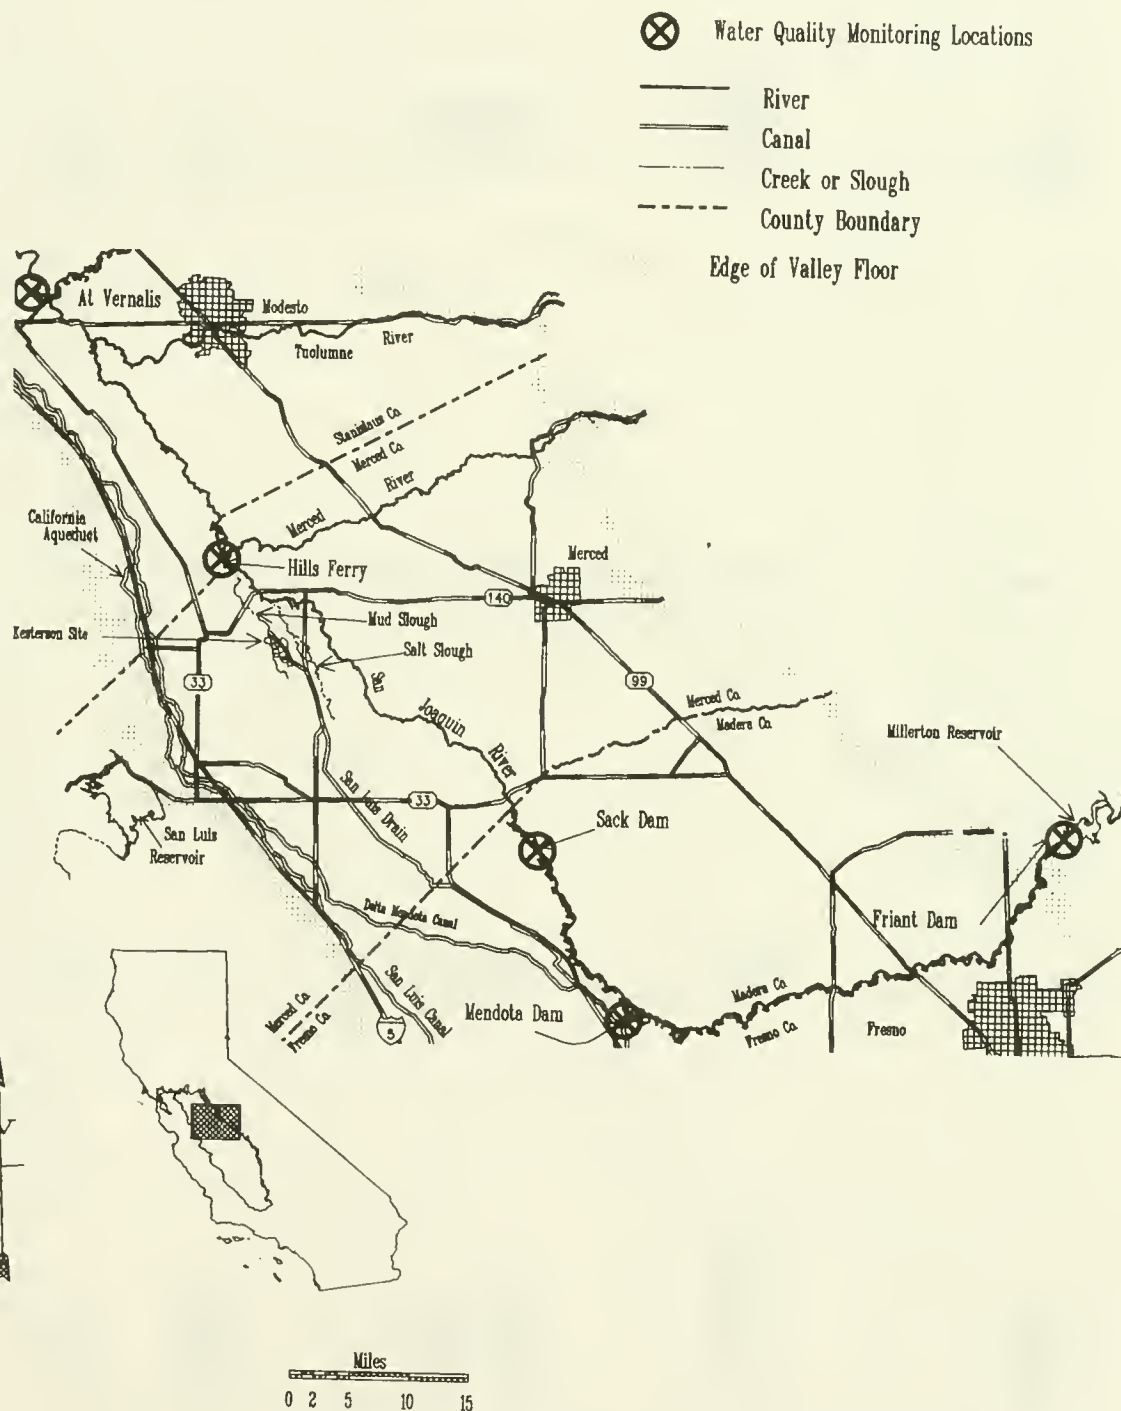 Water Quality Monitoring Locations
River
Canal
Creek or Slough
County Boundary
Edge of Valley Floor
At Vernalis
Modesto
Tuolumne River
Stanislaus Co.
Merced Co.
Merced River
California
Aqueduct
Hills Ferry
Merced
140
Kesterson Site
Mud Slough
Salt Slough
33
San Joaquin River
99
Merced Co.
Madera Co.
Millerton Reservoir
San Luis Drain
33
Sack Dam
San Luis
Reservoir
Delta Mendota Canal
Friant Dam
San Luis Canal
Merced Co.
Fresno Co.
5
Mendota Dam
Madera Co.
Fresno Co.
Fresno
Miles
0 2 5 10 15